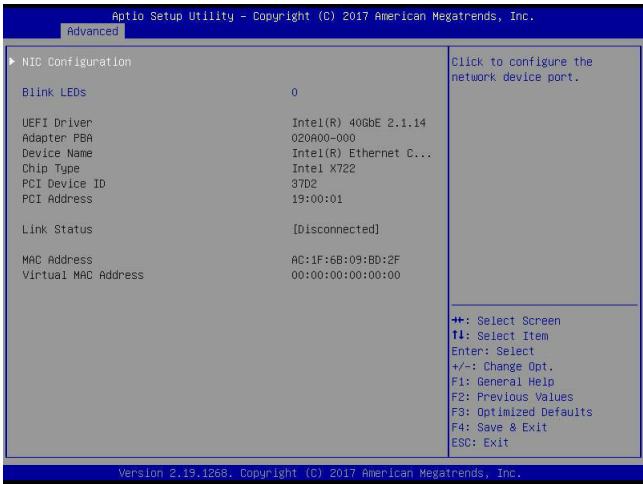 Aptio Setup Utility – Copyright (C) 2017 American Megatrends, Inc.
Advanced
NIC Configuration
Blink LEDs 0
UEFI Driver Intel(R) 40GbE 2.1.14
Adapter PBA 020A00-000
Device Name Intel(R) Ethernet C...
Chip Type Intel X722
PCI Device ID 37D2
PCI Address 19:00:01
Link Status [Disconnected]
MAC Address AC:1F:6B:09:BD:2F
Virtual MAC Address 00:00:00:00:00:00
Click to configure the
network device port.
→←: Select Screen
↑↓: Select Item
Enter: Select
+/-: Change Opt.
F1: General Help
F2: Previous Values
F3: Optimized Defaults
F4: Save & Exit
ESC: Exit
Version 2.19.1268. Copyright (C) 2017 American Megatrends, Inc.